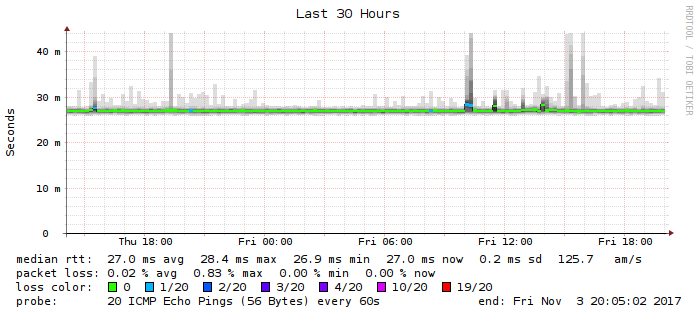 Last 30 Hours
RRDTOOL / TOBI OETIKER
Seconds
40 m
30 m
20 m
10 m
0
Thu 18:00 Fri 00:00 Fri 06:00 Fri 12:00 Fri 18:00
median rtt: 27.0 ms avg 28.4 ms max 26.9 ms min 27.0 ms now 0.2 ms sd 125.7 am/s
packet loss: 0.02 % avg 0.83 % max 0.00 % min 0.00 % now
loss color: 0 1/20 2/20 3/20 4/20 10/20 19/20
probe: 20 ICMP Echo Pings (56 Bytes) every 60s end: Fri Nov 3 20:05:02 2017